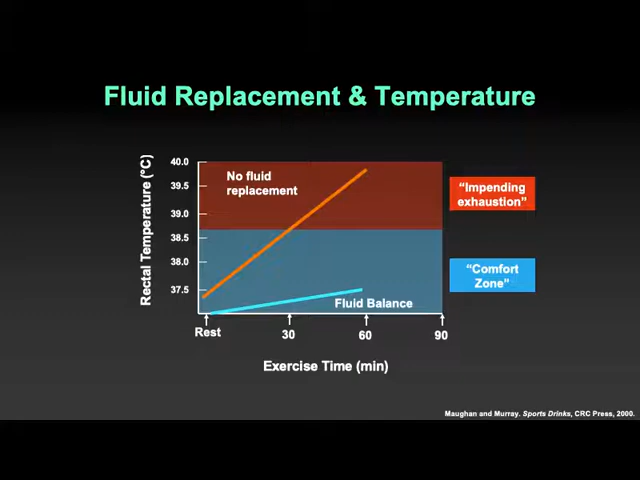 Fluid Replacement & Temperature
Rectal Temperature (°C)
40.0
39.5
39.0
38.5
38.0
37.5
No fluid
replacement
Fluid Balance
“Impending
exhaustion”
“Comfort
Zone”
Rest
30
60
90
Exercise Time (min)
Maughan and Murray. Sports Drinks, CRC Press, 2000.